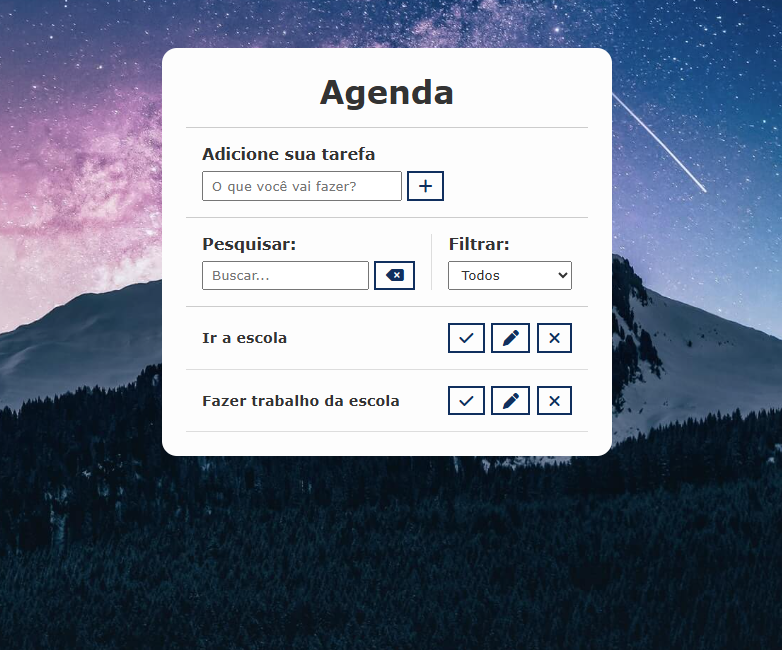 Agenda
Adicione sua tarefa
O que você vai fazer?
Pesquisar: Filtrar:
Buscar... Todos
Ir a escola
Fazer trabalho da escola